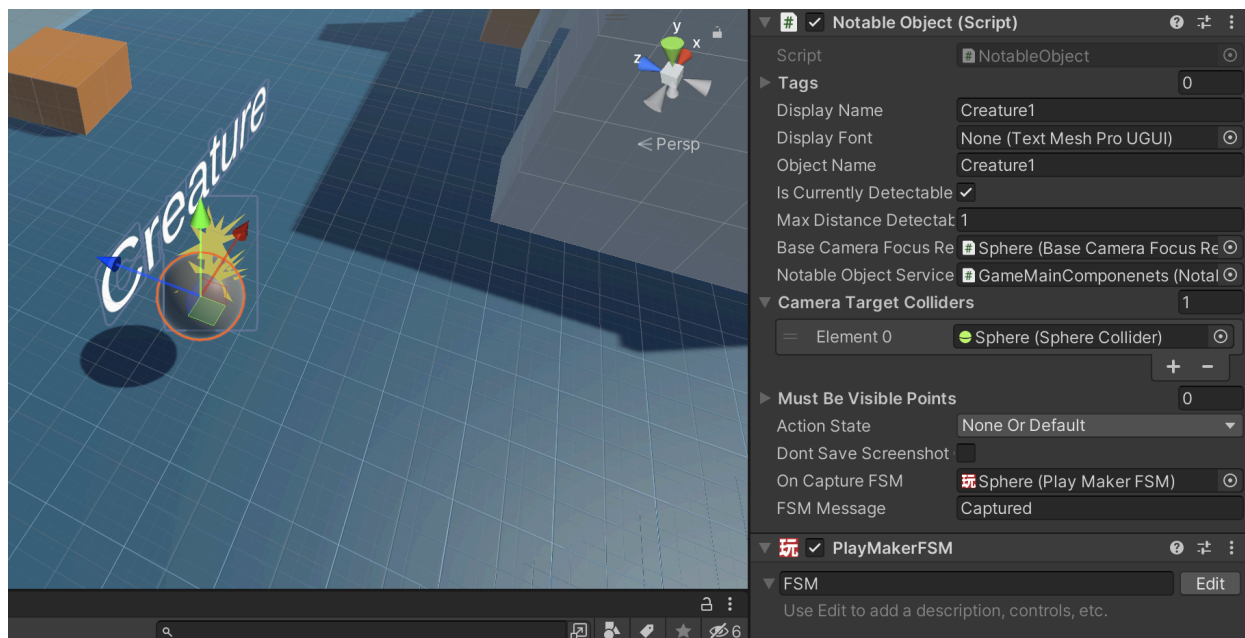 Creature
y
x
z
< Persp
6
# Notable Object (Script)
Script # NotableObject
Tags 0
Display Name Creature1
Display Font None (Text Mesh Pro UGUI)
Object Name Creature1
Is Currently Detectable
Max Distance Detectab 1
Base Camera Focus Re # Sphere (Base Camera Focus Re
Notable Object Service # GameMainComponenets (Notal
Camera Target Colliders 1
Element 0 Sphere (Sphere Collider)
+ −
Must Be Visible Points 0
Action State None Or Default
Dont Save Screenshot
On Capture FSM 玩 Sphere (Play Maker FSM)
FSM Message Captured
玩 PlayMakerFSM
FSM Edit
Use Edit to add a description, controls, etc.